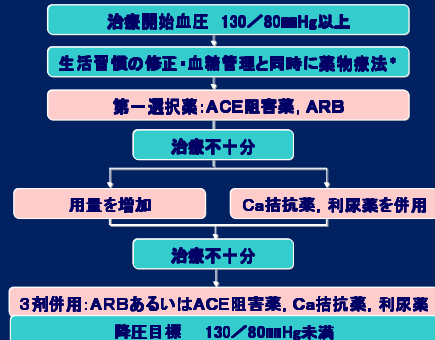 治療開始血圧 130／80mmHg以上
生活習慣の修正・血糖管理と同時に薬物療法*
第一選択薬：ACE阻害薬，ARB
治療不十分
用量を増加
Ca拮抗薬，利尿薬を併用
治療不十分
３剤併用：ARBあるいはACE阻害薬，Ca拮抗薬，利尿薬
降圧目標 130／80mmHg未満